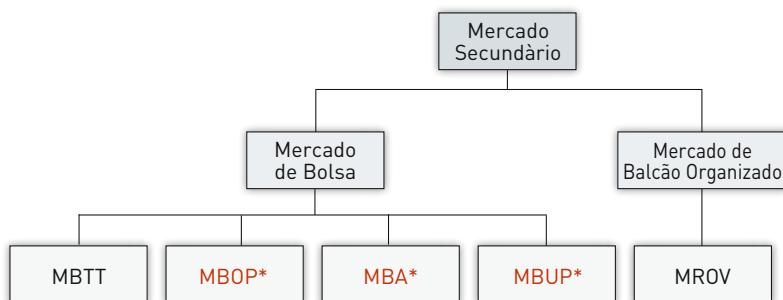 Mercado
Secundàrio
Mercado
de Bolsa
Mercado de
Balcão Organizado
MBTT
MBOP*
MBA*
MBUP*
MROV